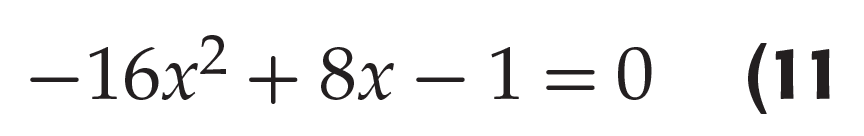 −16x² + 8x − 1 = 0 (11